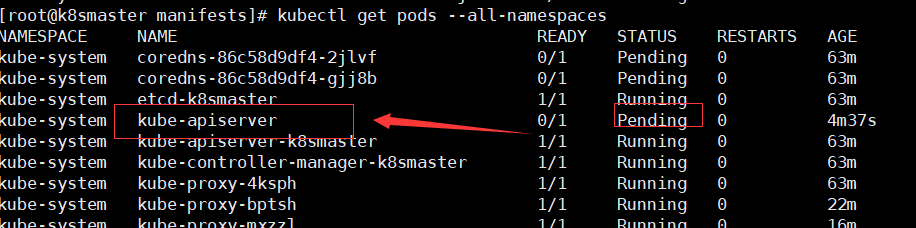 [root@k8smaster manifests]# kubectl get pods --all-namespaces
NAMESPACE NAME READY STATUS RESTARTS AGE
kube-system coredns-86c58d9df4-2jlvf 0/1 Pending 0 63m
kube-system coredns-86c58d9df4-gjj8b 0/1 Pending 0 63m
kube-system etcd-k8smaster 1/1 Running 0 63m
kube-system kube-apiserver 0/1 Pending 0 4m37s
kube-system kube-apiserver-k8smaster 1/1 Running 0 63m
kube-system kube-controller-manager-k8smaster 1/1 Running 0 63m
kube-system kube-proxy-4ksph 1/1 Running 0 63m
kube-system kube-proxy-bptsh 1/1 Running 0 22m
kube-system kube-proxy-mxzzl 1/1 Running 0 16m